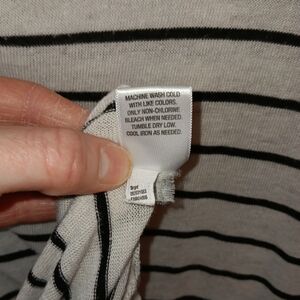 MACHINE WASH COLD
WITH LIKE COLORS.
ONLY NON-CHLORINE
BLEACH WHEN NEEDED.
TUMBLE DRY LOW.
COOL IRON AS NEEDED.